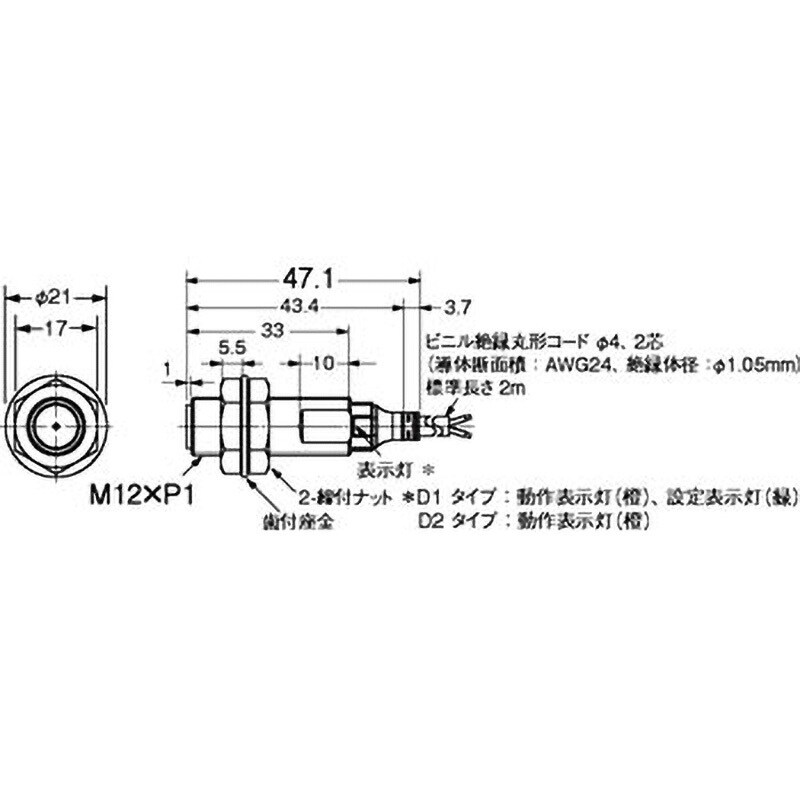 47.1
φ21
43.4
3.7
17
33
5.5
10
1
ビニル絶縁丸形コード φ4、2芯
(導体断面積：AWG24、絶縁体径：φ1.05mm)
標準長さ 2m
表示灯 *
M12×P1
2-締付ナット
*D1 タイプ：動作表示灯(橙)、設定表示灯(緑)
歯付座金
D2 タイプ：動作表示灯(橙)